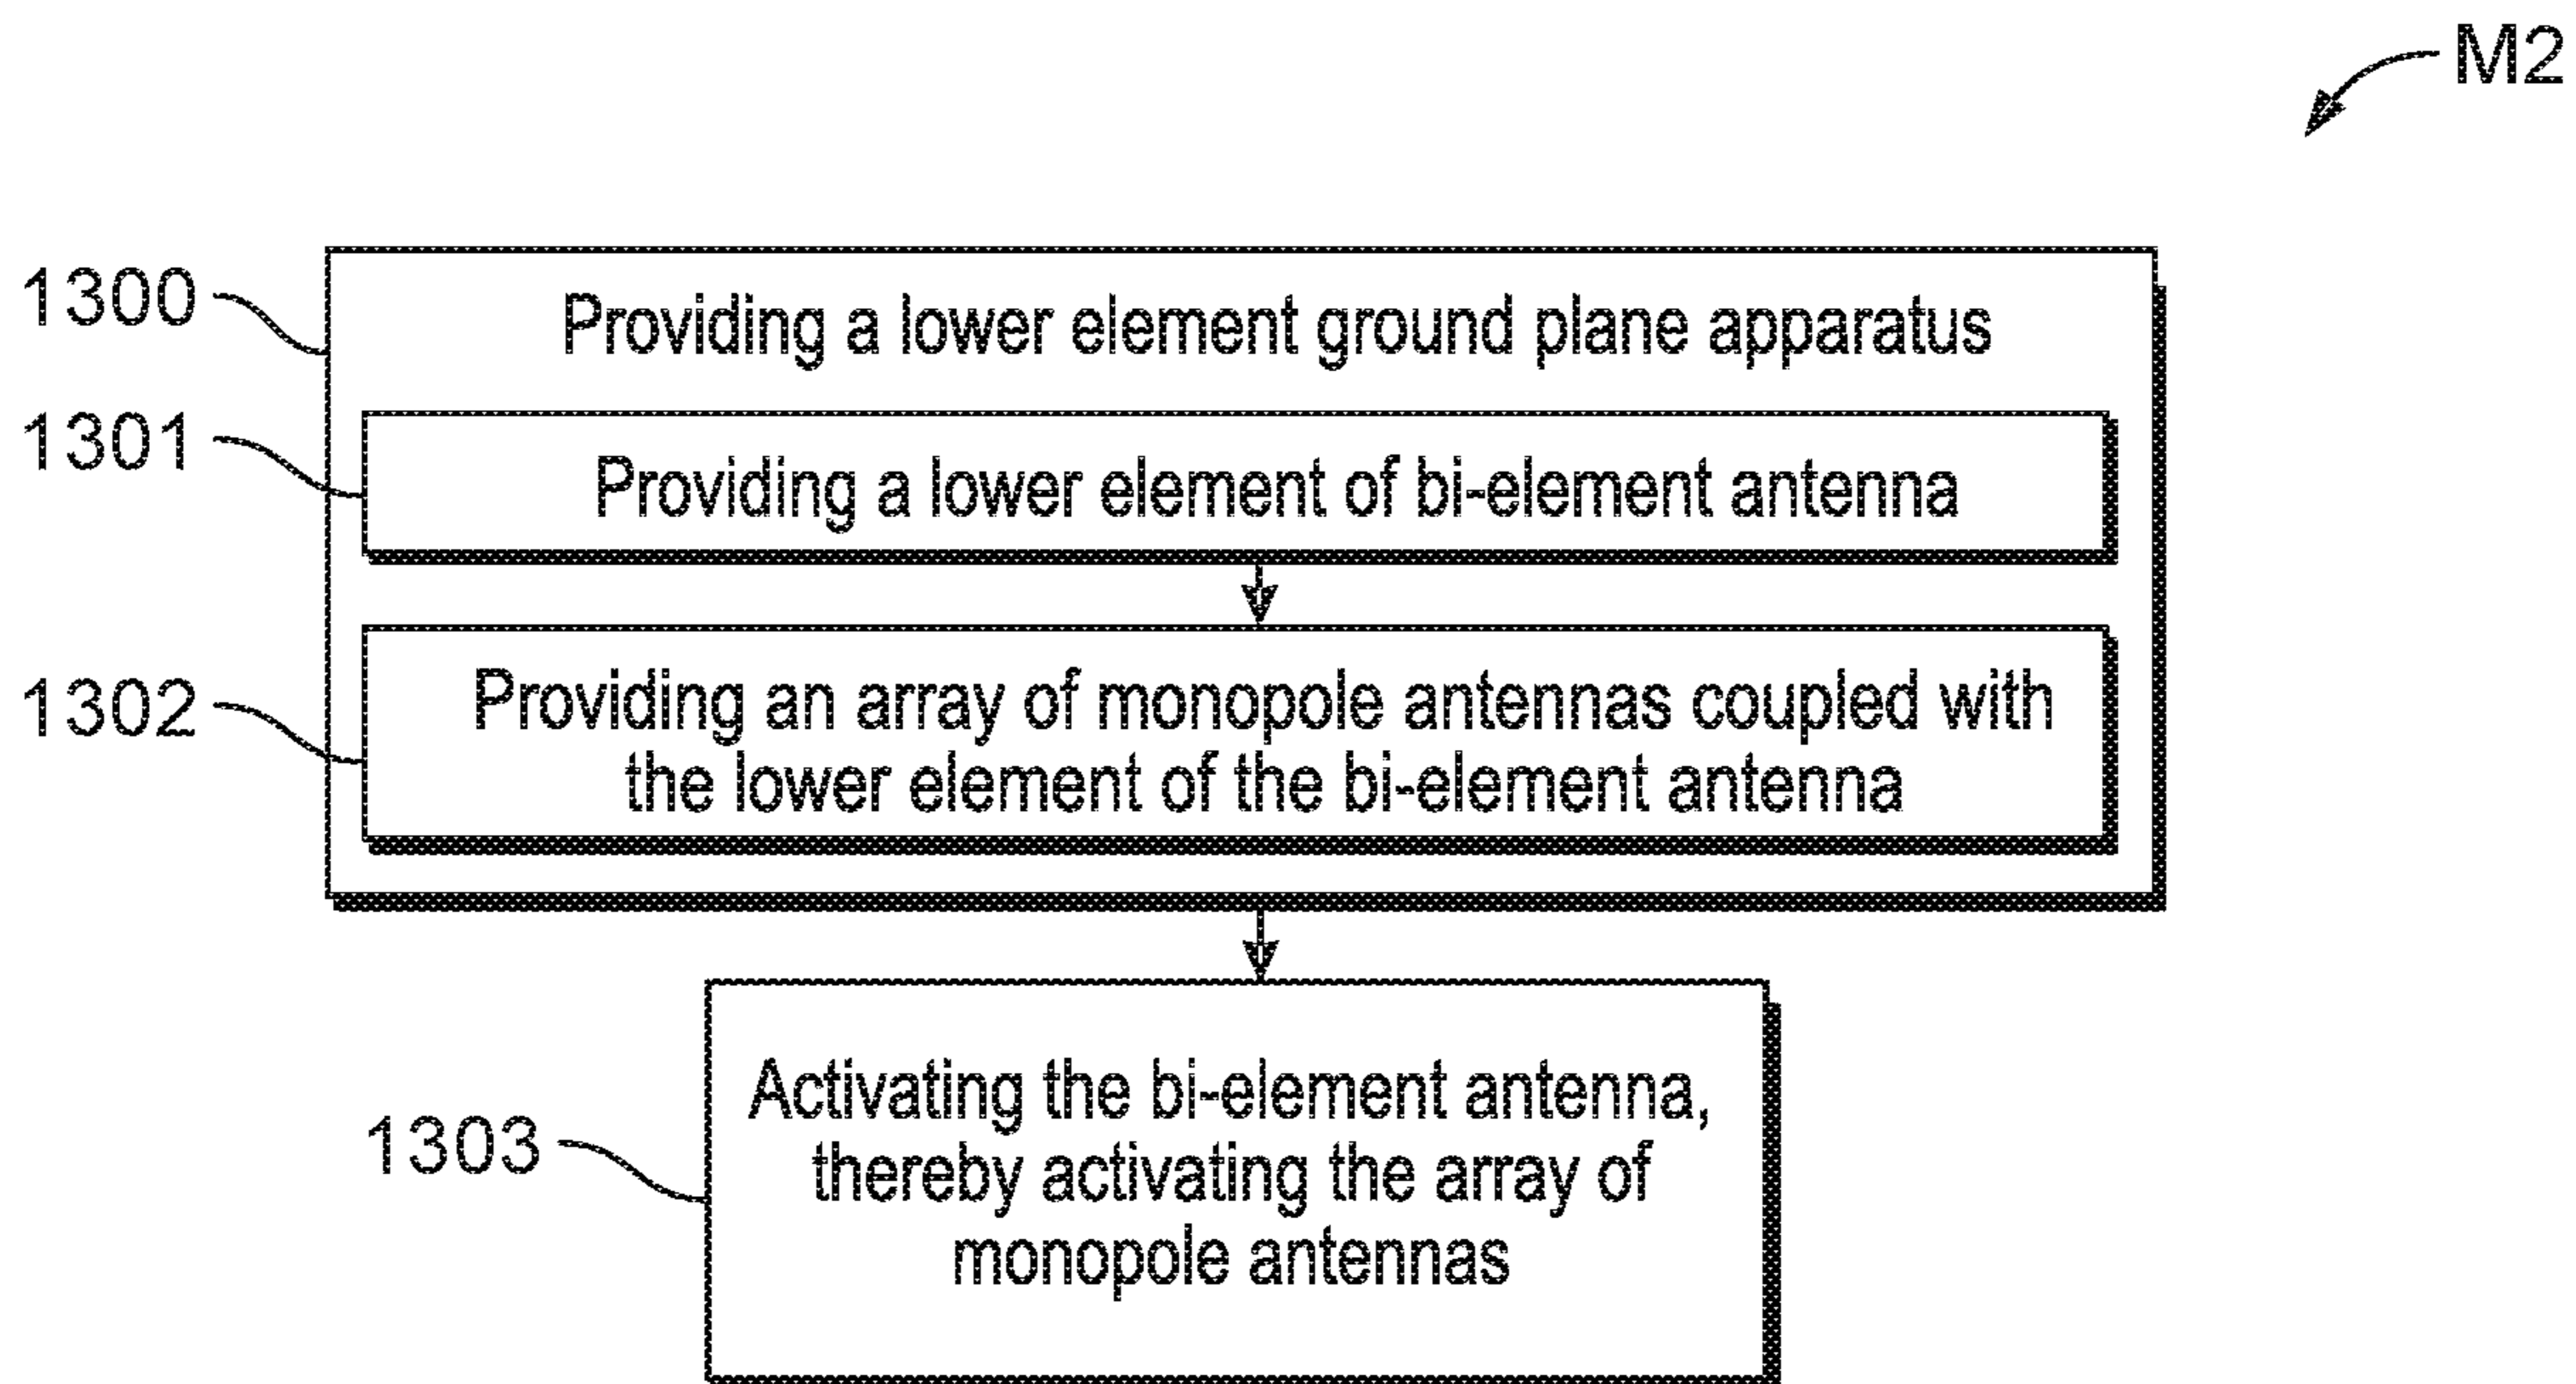 M2
1300
Providing a lower element ground plane apparatus
1301
Providing a lower element of bi-element antenna
1302
Providing an array of monopole antennas coupled with
the lower element of the bi-element antenna
1303
Activating the bi-element antenna,
thereby activating the array of
monopole antennas